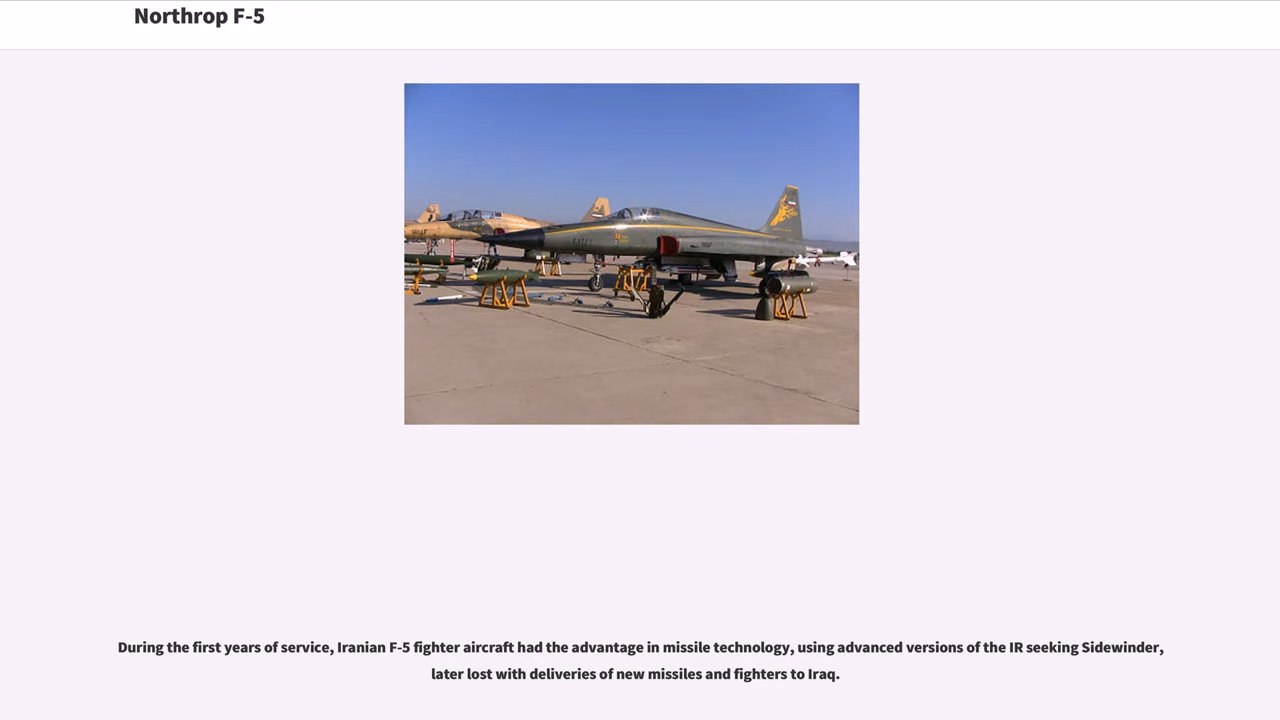 Northrop F-5
During the first years of service, Iranian F-5 fighter aircraft had the advantage in missile technology, using advanced versions of the IR seeking Sidewinder,
later lost with deliveries of new missiles and fighters to Iraq.